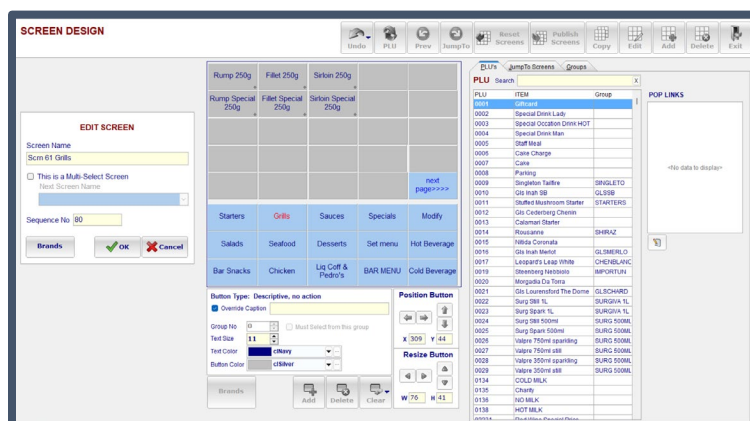 SCREEN DESIGN
Undo
PLU
Prev
JumpTo
Reset Screens
Publish Screens
Copy
Edit
Add
Delete
Exit
EDIT SCREEN
Screen Name
Scrn 61 Grills
This is a Multi-Select Screen
Next Screen Name
Sequence No 80
Brands
OK
Cancel
Rump 250g Fillet 250g Sirloin 250g
Rump Special 250g Fillet Special 250g Sirloin Special 250g
next page>>>>
Starters Grills Sauces Specials Modify
Salads Seafood Desserts Set menu Hot Beverage
Bar Snacks Chicken Liq Coff & Pedro's BAR MENU Cold Beverage
Button Type: Descriptive, no action
Override Caption
Group No 0 Must Select from this group
Text Size 11
Text Color clNavy
Button Color clSilver
Brands
Add
Delete
Clear
Position Button
X 309 Y 44
Resize Button
W 76 H 41
PLU's JumpTo Screens Groups
PLU Search X
PLU ITEM Group
0001 Giftcard
0002 Special Drink Lady
0003 Special Occation Drink HOT
0004 Special Drink Man
0005 Staff Meal
0006 Cake Charge
0007 Cake
0008 Parking
0009 Singleton Tailfire SINGLETO
0010 Gls Inah SB GLSSB
0011 Stuffed Mushroom Starter STARTERS
0012 Gls Cederberg Chenin
0013 Calamari Starter
0014 Rousanne SHIRAZ
0015 Nitida Coronata
0016 Gls Inah Merlot GLSMERLO
0017 Leopard's Leap White CHENBLANC
0019 Steenberg Nebbiolo IMPORTUN
0020 Morgadia Da Torra
0021 Gls Lourensford The Dome GLSCHARD
0022 Surg Still 1L SURGIVA 1L
0023 Surg Spark 1L SURGIVA 1L
0024 Surg Still 500ml SURG 500ML
0025 Surg Spark 500ml SURG 500ML
0026 Valpre 750ml sparkling SURG 500ML
0027 Valpre 750ml still SURG 500ML
0028 Valpre 350ml sparkling SURG 500ML
0029 Valpre 350ml still SURG 500ML
0134 COLD MILK
0135 Charity
0136 NO MILK
0138 HOT MILK
POP LINKS
<No data to display>